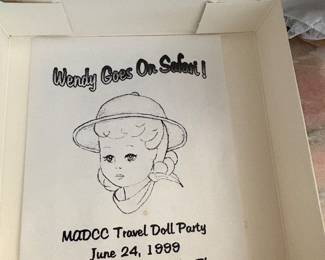 Wendy Goes On Safari!
MADCC Travel Doll Party
June 24, 1999